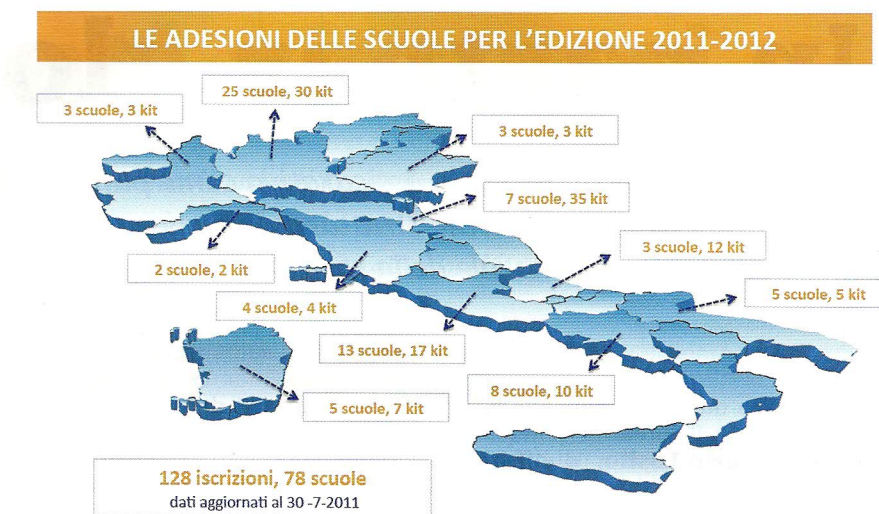 LE ADESIONI DELLE SCUOLE PER L'EDIZIONE 2011-2012
25 scuole, 30 kit
3 scuole, 3 kit
3 scuole, 3 kit
7 scuole, 35 kit
3 scuole, 12 kit
2 scuole, 2 kit
5 scuole, 5 kit
4 scuole, 4 kit
13 scuole, 17 kit
8 scuole, 10 kit
5 scuole, 7 kit
128 iscrizioni, 78 scuole
dati aggiornati al 30 -7-2011